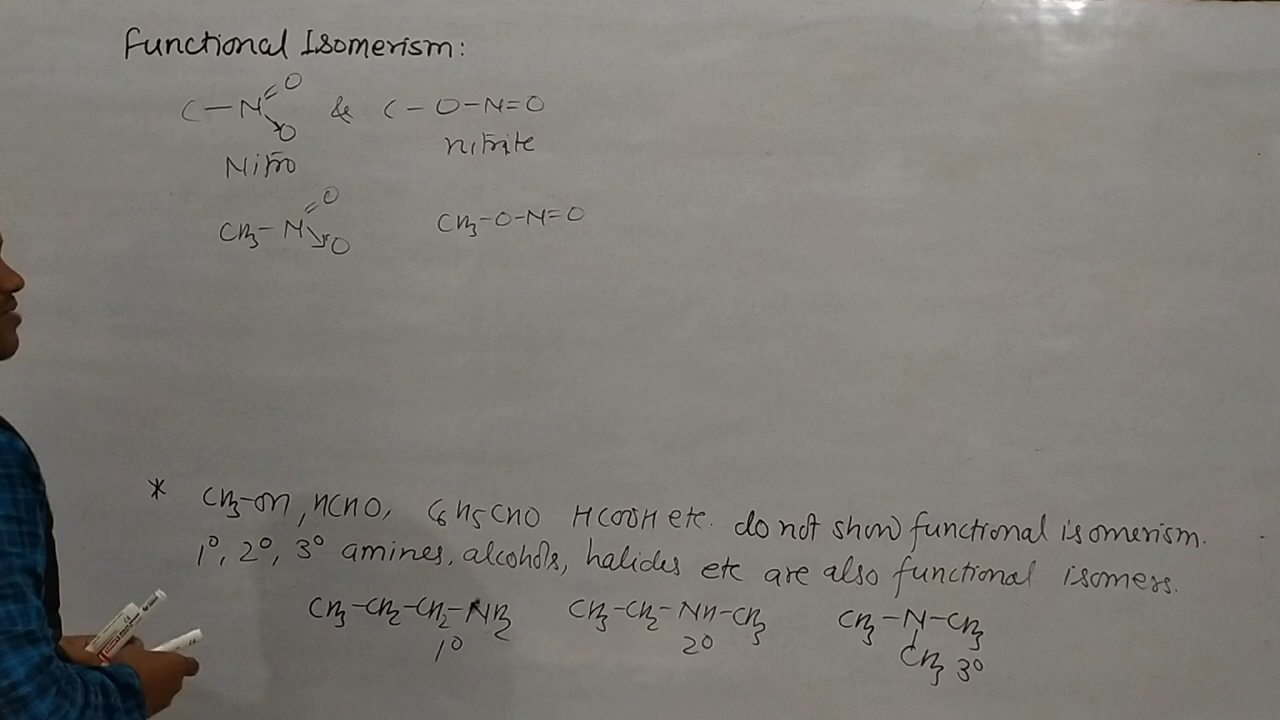 Functional Isomerism:
C-N=O→O & C-O-N=O
Nitro nitrite
CH3-N=O→O CH3-O-N=O
* CH3-OH, HCHO, C6H5CHO HCOOH etc. do not show functional isomerism.
1°, 2°, 3° amines, alcohols, halides etc are also functional isomers.
CH3-CH2-CH2-NH2 CH3-CH2-NH-CH3 CH3-N-CH3
1° 2° CH3 3°